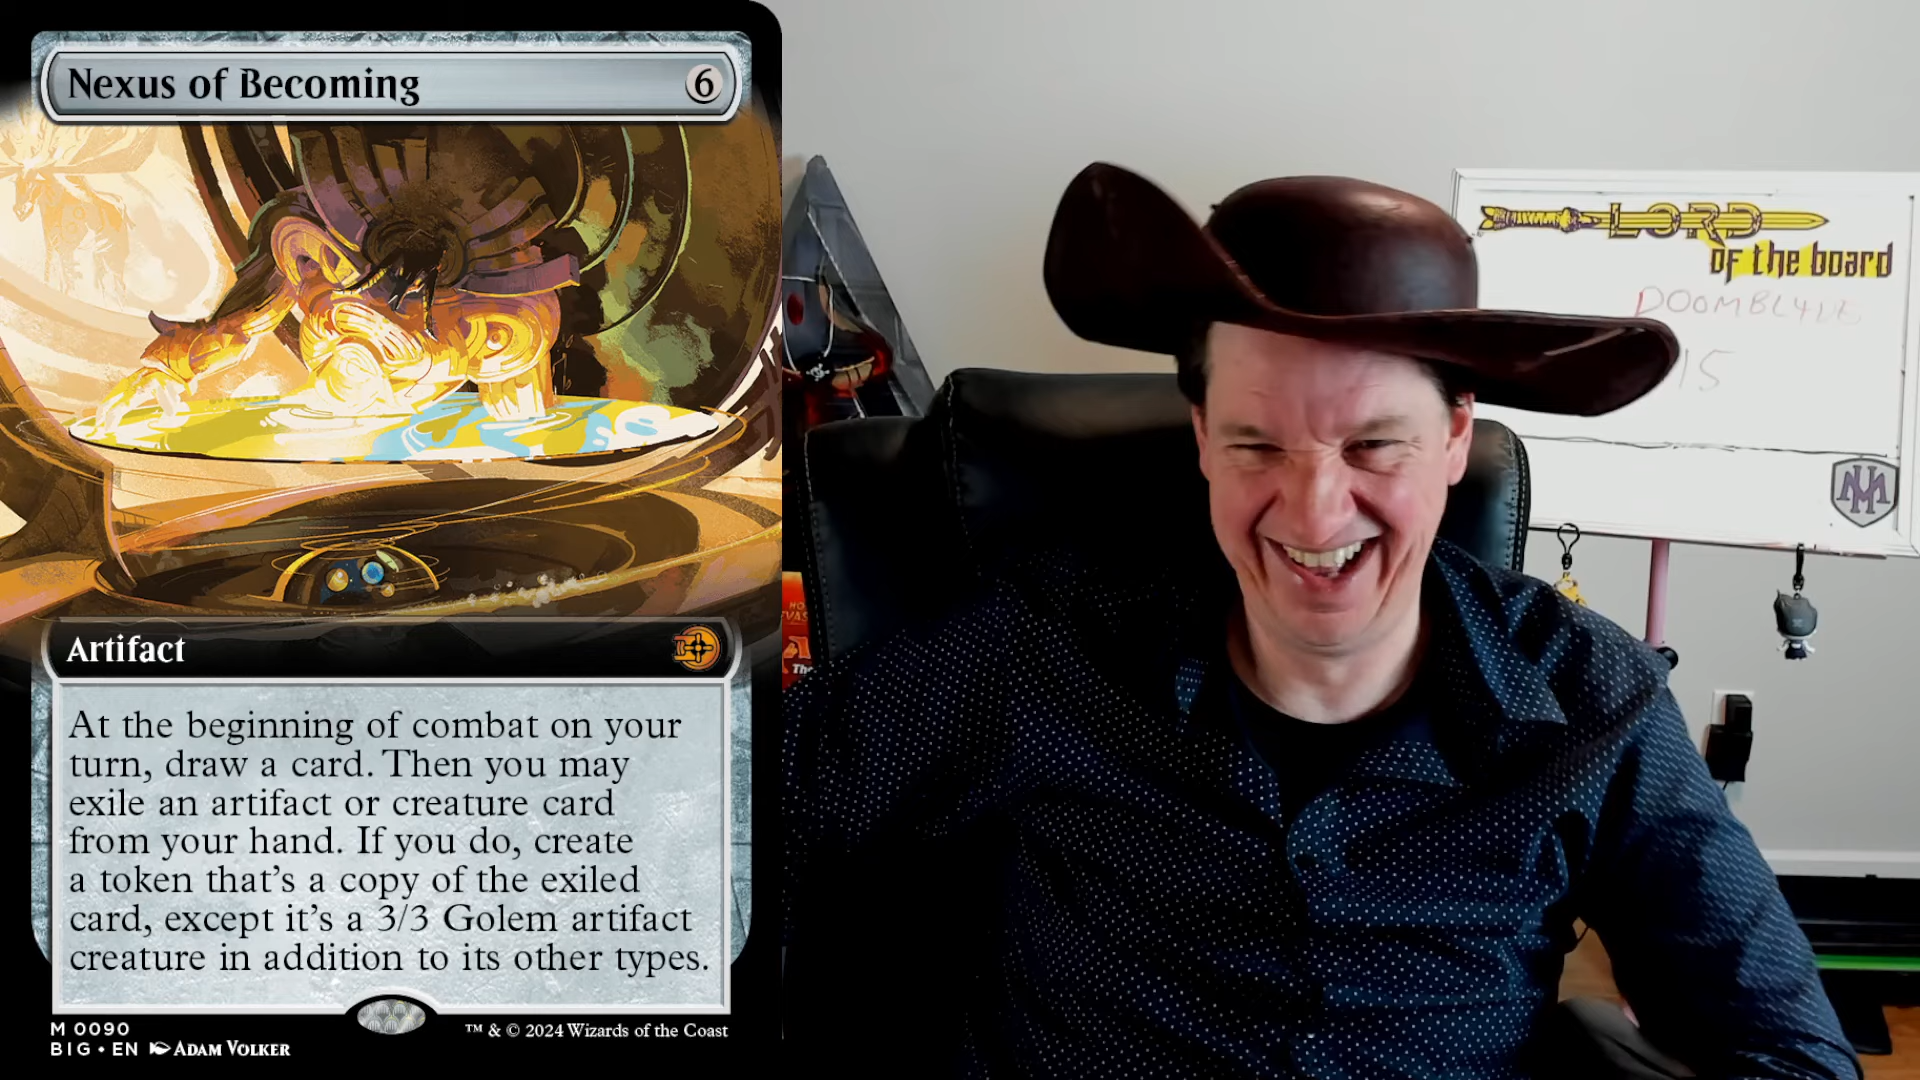 Nexus of Becoming 6
Artifact
At the beginning of combat on your
turn, draw a card. Then you may
exile an artifact or creature card
from your hand. If you do, create
a token that's a copy of the exiled
card, except it's a 3/3 Golem artifact
creature in addition to its other types.
M 0090
BIG • EN ADAM VOLKER
™ & © 2024 Wizards of the Coast
LORD
of the board
DOOMBL4DE
15
The